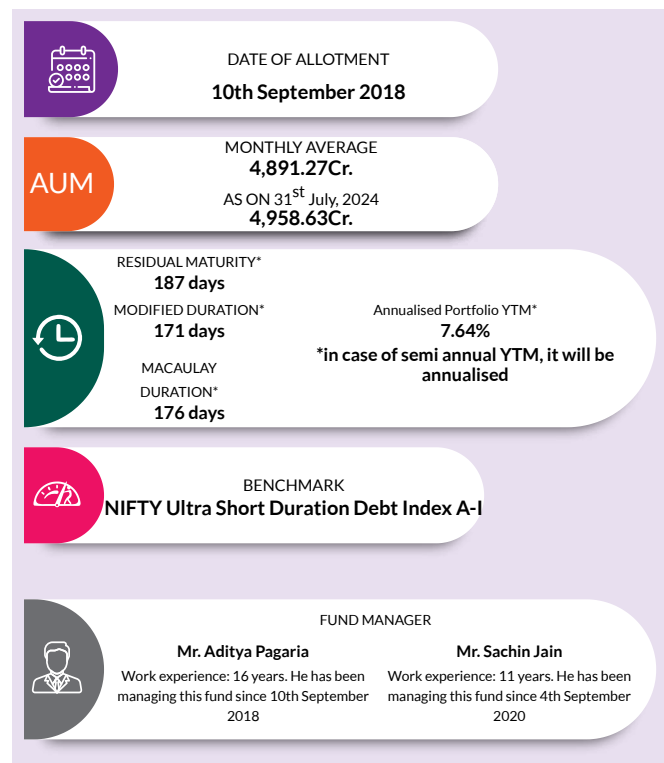 DATE OF ALLOTMENT
10th September 2018
AUM
MONTHLY AVERAGE
4,891.27Cr.
AS ON 31st July, 2024
4,958.63Cr.
RESIDUAL MATURITY*
187 days
MODIFIED DURATION*
171 days
MACAULAY
DURATION*
176 days
Annualised Portfolio YTM*
7.64%
*in case of semi annual YTM, it will be
annualised
BENCHMARK
NIFTY Ultra Short Duration Debt Index A-I
FUND MANAGER
Mr. Aditya Pagaria
Work experience: 16 years. He has been
managing this fund since 10th September
2018
Mr. Sachin Jain
Work experience: 11 years. He has been
managing this fund since 4th September
2020